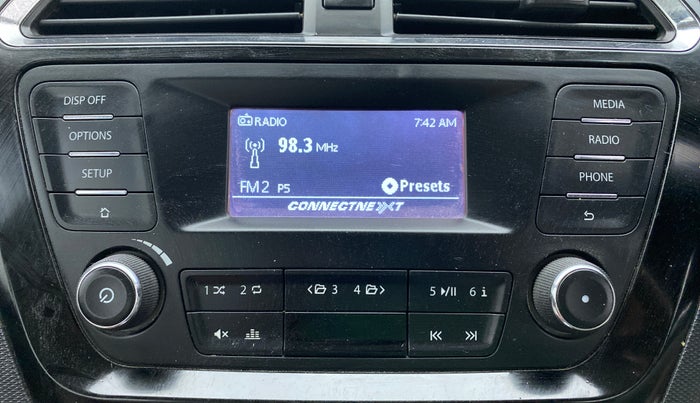 DISP OFF
OPTIONS
SETUP
RADIO 7:42 AM
98.3 MHz
FM2 P5 Presets
CONNECTNEXT
MEDIA
RADIO
PHONE
1 2 3 4 5 6 i